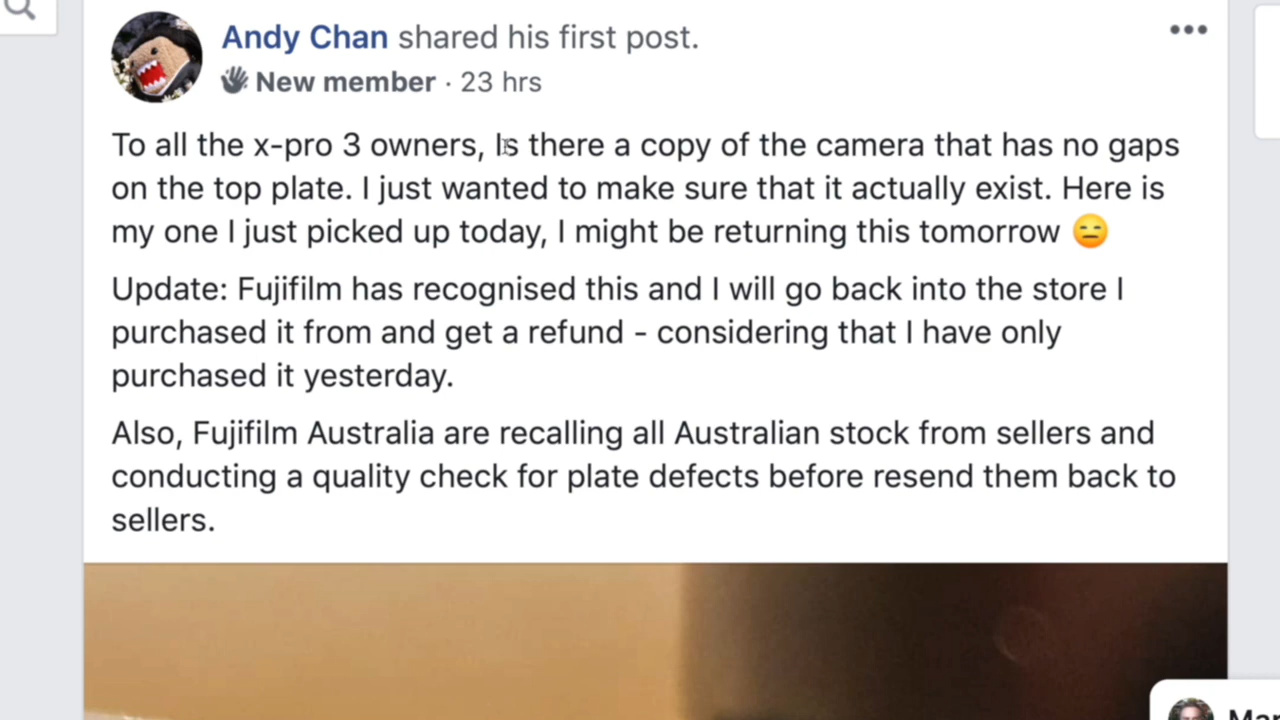 Andy Chan shared his first post.
New member · 23 hrs
To all the x-pro 3 owners, Is there a copy of the camera that has no gaps
on the top plate. I just wanted to make sure that it actually exist. Here is
my one I just picked up today, I might be returning this tomorrow 😑
Update: Fujifilm has recognised this and I will go back into the store I
purchased it from and get a refund - considering that I have only
purchased it yesterday.
Also, Fujifilm Australia are recalling all Australian stock from sellers and
conducting a quality check for plate defects before resend them back to
sellers.